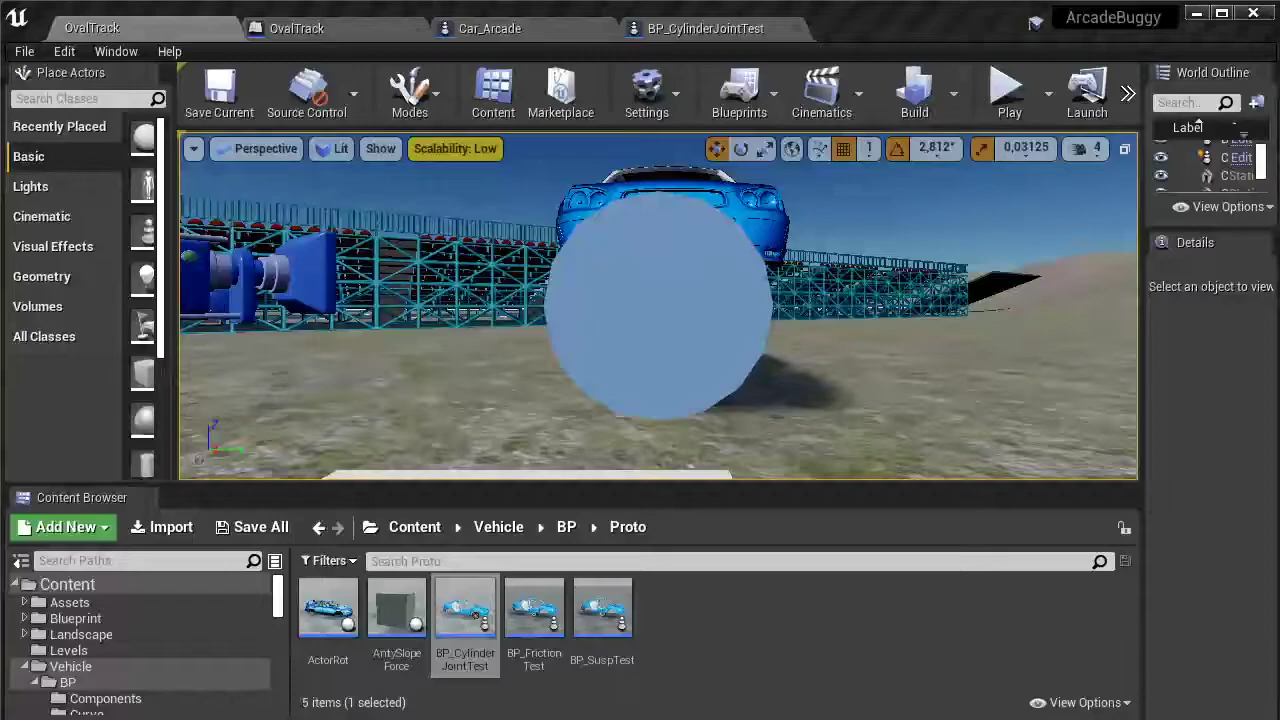 OvalTrack
OvalTrack
Car_Arcade
BP_CylinderJointTest
ArcadeBuggy
File Edit Window Help
Place Actors
Search Classes
Recently Placed
Basic
Lights
Cinematic
Visual Effects
Geometry
Volumes
All Classes
Save Current
Source Control
Modes
Content
Marketplace
Settings
Blueprints
Cinematics
Build
Play
Launch
Perspective
Lit
Show
Scalability: Low
1
2,812°
0,03125
4
Z
World Outline
Search..
Label
C Edit
C Stati
View Options
Details
Select an object to view
Content Browser
Add New
Import
Save All
Content
Vehicle
BP
Proto
Search Paths
Filters
Search Proto
Content
Assets
Blueprint
Landscape
Levels
Vehicle
BP
Components
Curve
ActorRot
AntySlope
Force
BP_Cylinder
JointTest
BP_Friction
Test
BP_SuspTest
5 items (1 selected)
View Options